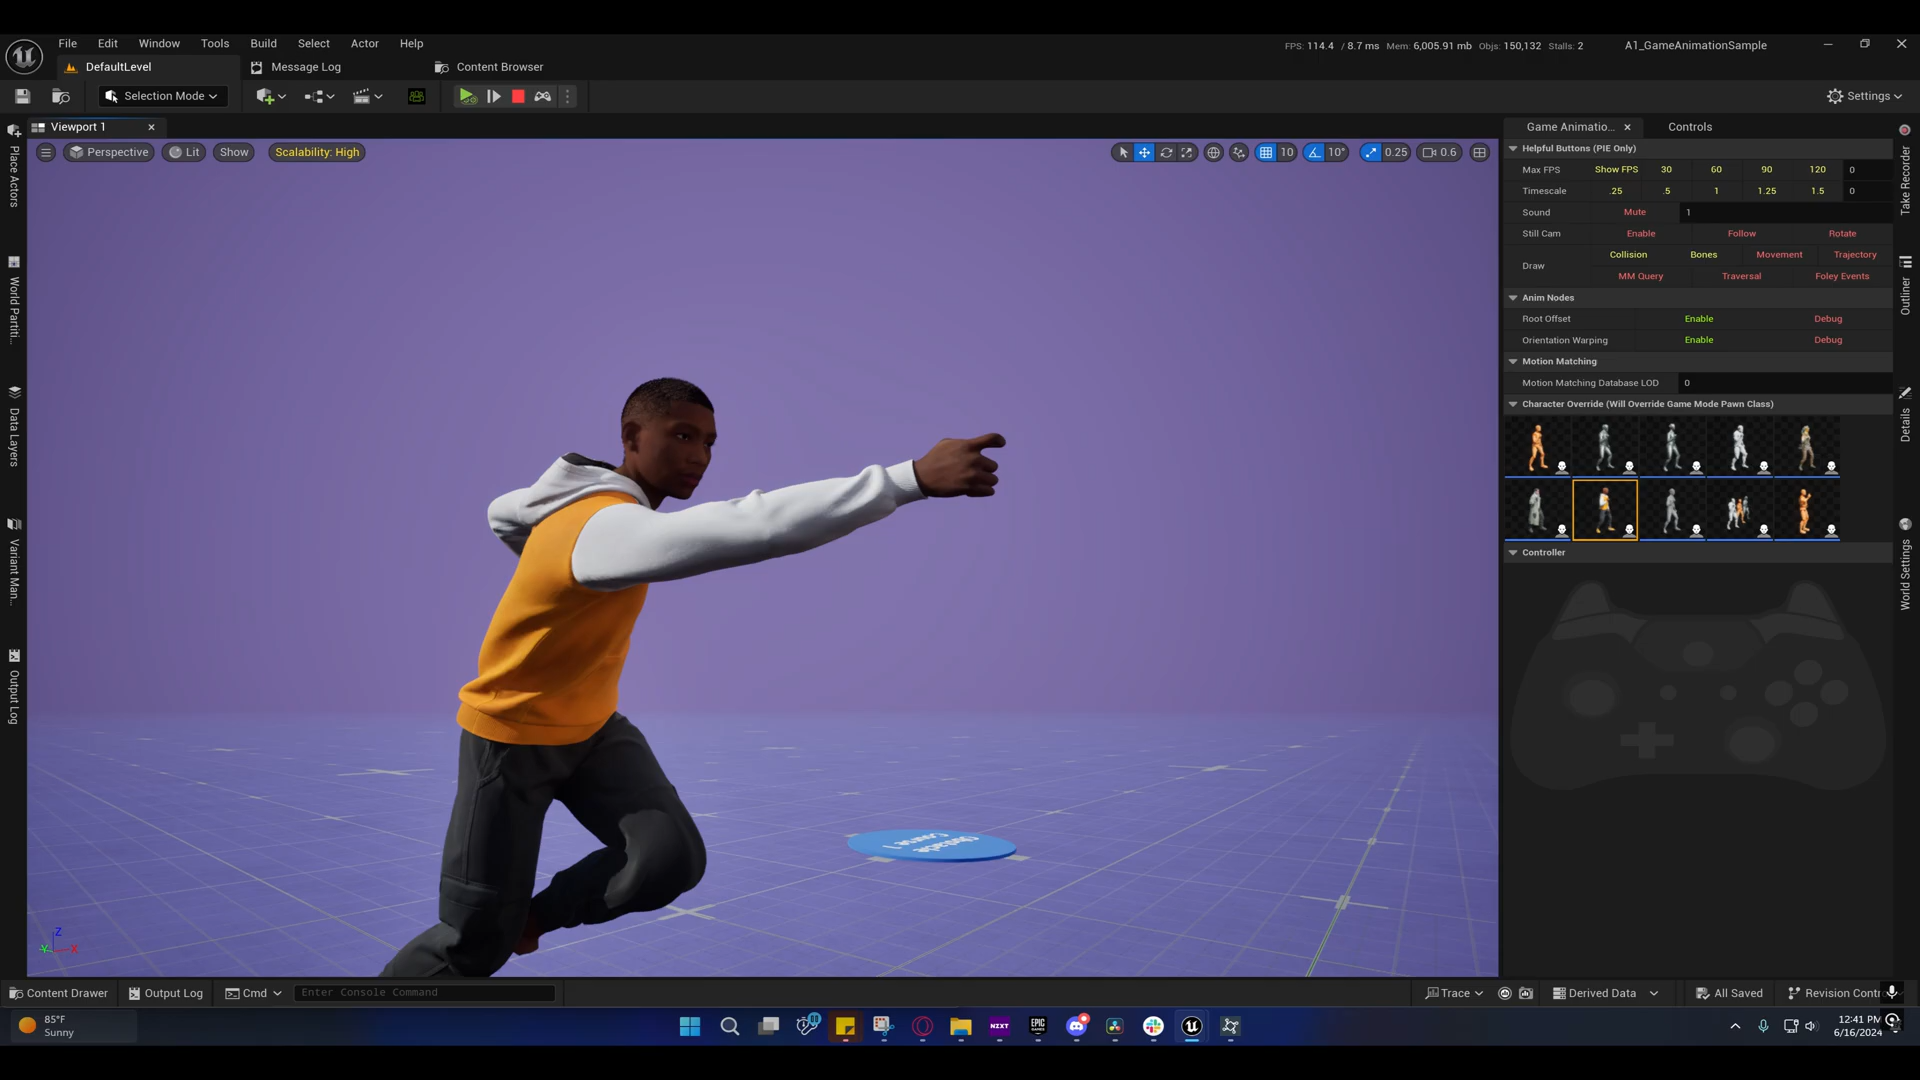 File Edit Window Tools Build Select Actor Help
FPS: 114.4 / 8.7 ms Mem: 6,005.91 mb Objs: 150,132 Stalls: 2
A1_GameAnimationSample
DefaultLevel
Message Log
Content Browser
Selection Mode
Settings
Viewport 1
Perspective
Lit
Show
Scalability: High
10
10°
0.25
0.6
Place Actors
World Partiti...
Data Layers
Variant Man...
Output Log
Obstacle
Course 1
Z
Y X
Game Animatio...
Controls
Helpful Buttons (PIE Only)
Max FPS Show FPS 30 60 90 120 0
Timescale .25 .5 1 1.25 1.5 0
Sound Mute 1
Still Cam Enable Follow Rotate
Draw Collision Bones Movement Trajectory
MM Query Traversal Foley Events
Anim Nodes
Root Offset Enable Debug
Orientation Warping Enable Debug
Motion Matching
Motion Matching Database LOD 0
Character Override (Will Override Game Mode Pawn Class)
Controller
Take Recorder
Outliner
Details
World Settings
Content Drawer
Output Log
Cmd
Enter Console Command
Trace
Derived Data
All Saved
Revision Contr
85°F
Sunny
NZXT
EPIC
GAMES
12:41 PM
6/16/2024